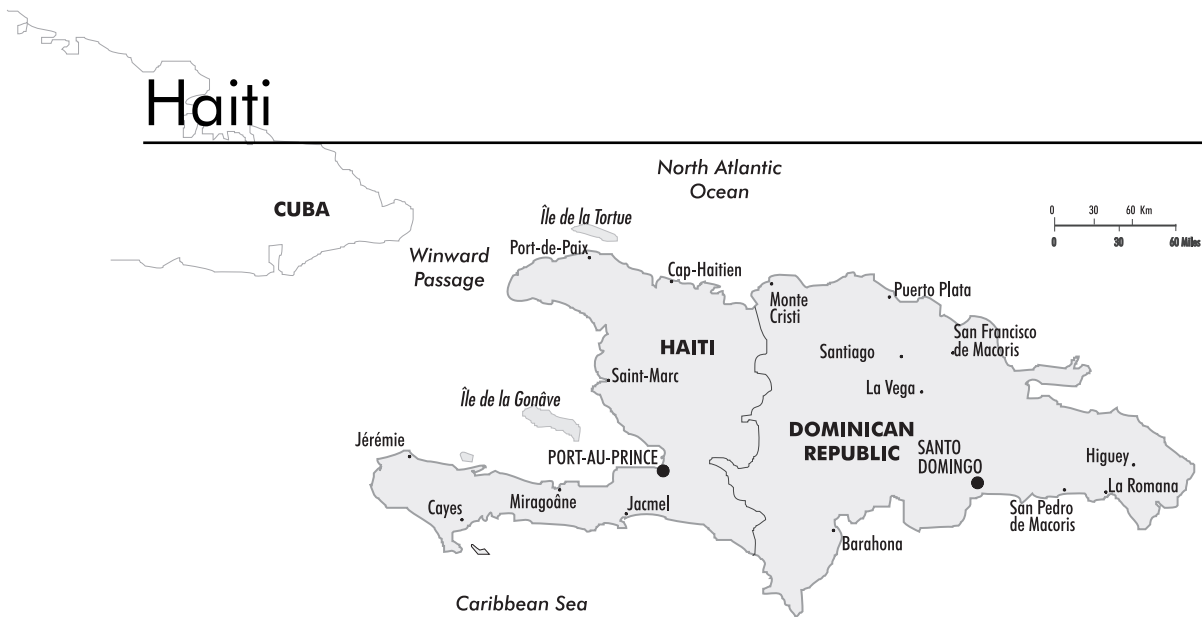 Haiti
North Atlantic
Ocean
CUBA
Île de la Tortue
0 30 60 Km
0 30 60 Miles
Port-de-Paix
Winward
Passage
Cap-Haitien
Monte
Cristi
Puerto Plata
San Francisco
de Macoris
HAITI
Santiago
Saint-Marc
La Vega
Île de la Gonâve
DOMINICAN
REPUBLIC
SANTO
DOMINGO
Jérémie
PORT-AU-PRINCE
Higuey
La Romana
Miragoâne
Cayes
Jacmel
San Pedro
de Macoris
Barahona
Caribbean Sea